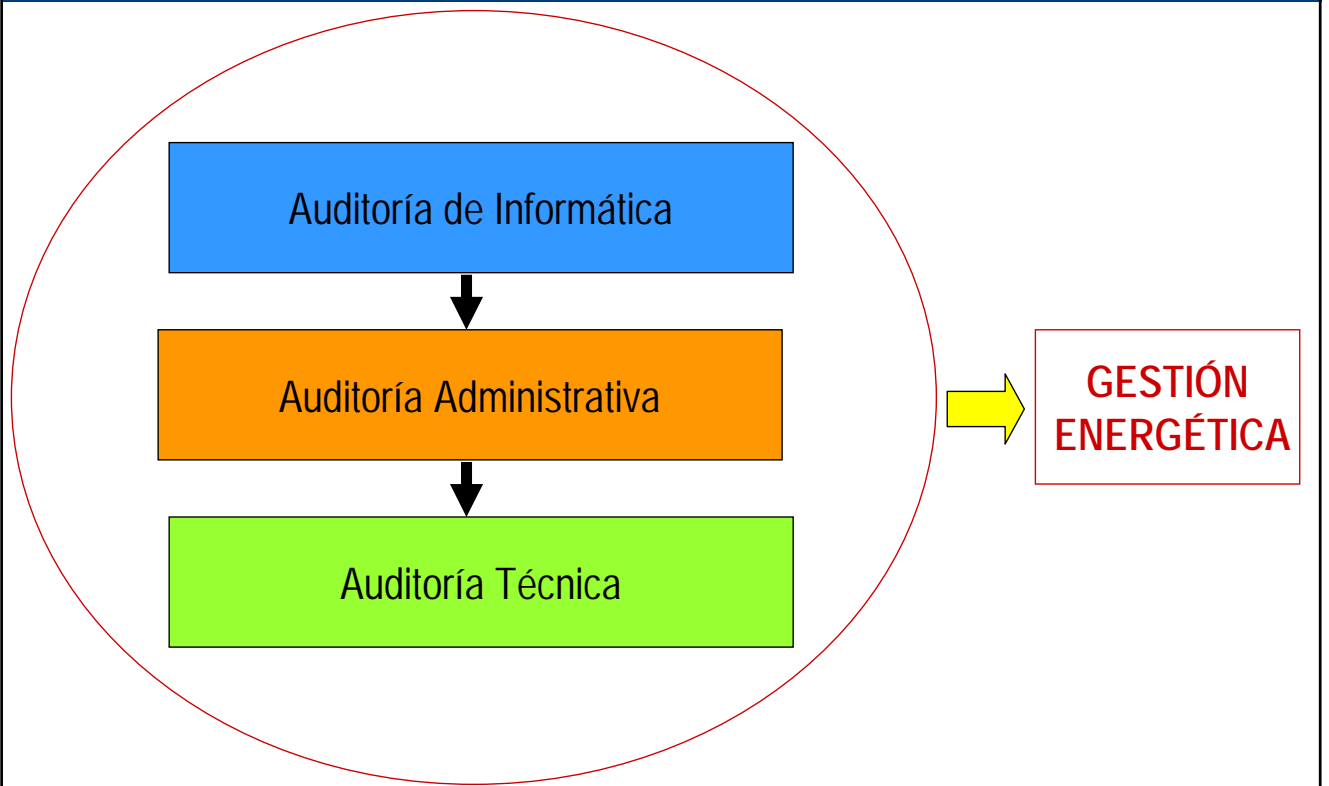 Auditoría de Informática
Auditoría Administrativa
Auditoría Técnica
GESTIÓN
ENERGÉTICA